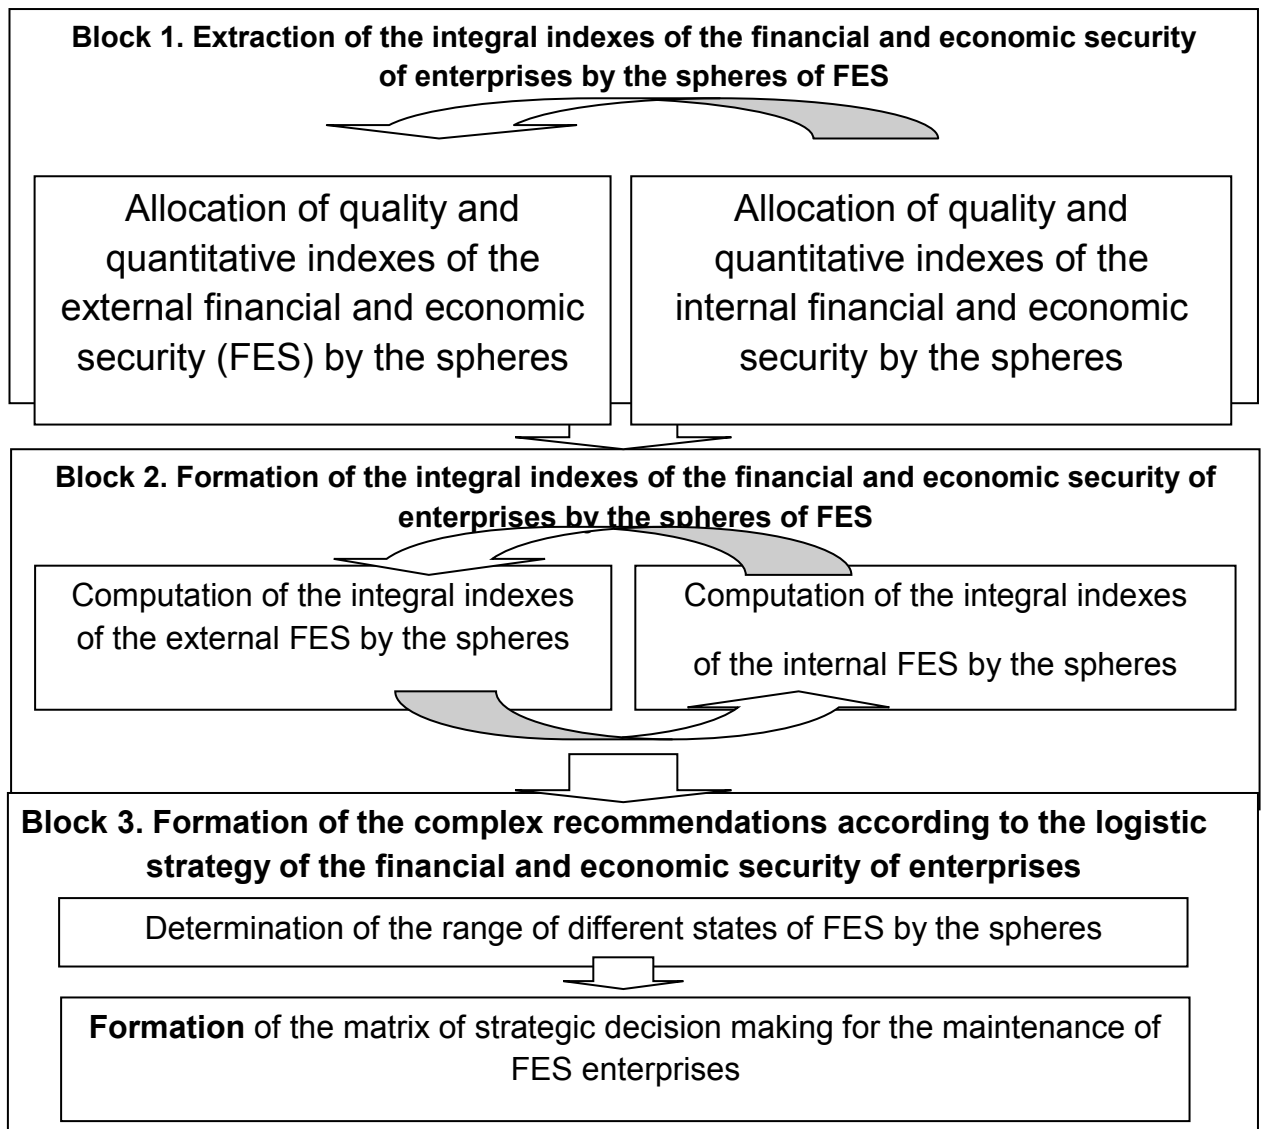 Block 1. Extraction of the integral indexes of the financial and economic security
of enterprises by the spheres of FES
Allocation of quality and
quantitative indexes of the
external financial and economic
security (FES) by the spheres
Allocation of quality and
quantitative indexes of the
internal financial and economic
security by the spheres
Block 2. Formation of the integral indexes of the financial and economic security of
enterprises by the spheres of FES
Computation of the integral indexes
of the external FES by the spheres
Computation of the integral indexes
of the internal FES by the spheres
Block 3. Formation of the complex recommendations according to the logistic
strategy of the financial and economic security of enterprises
Determination of the range of different states of FES by the spheres
Formation of the matrix of strategic decision making for the maintenance of
FES enterprises